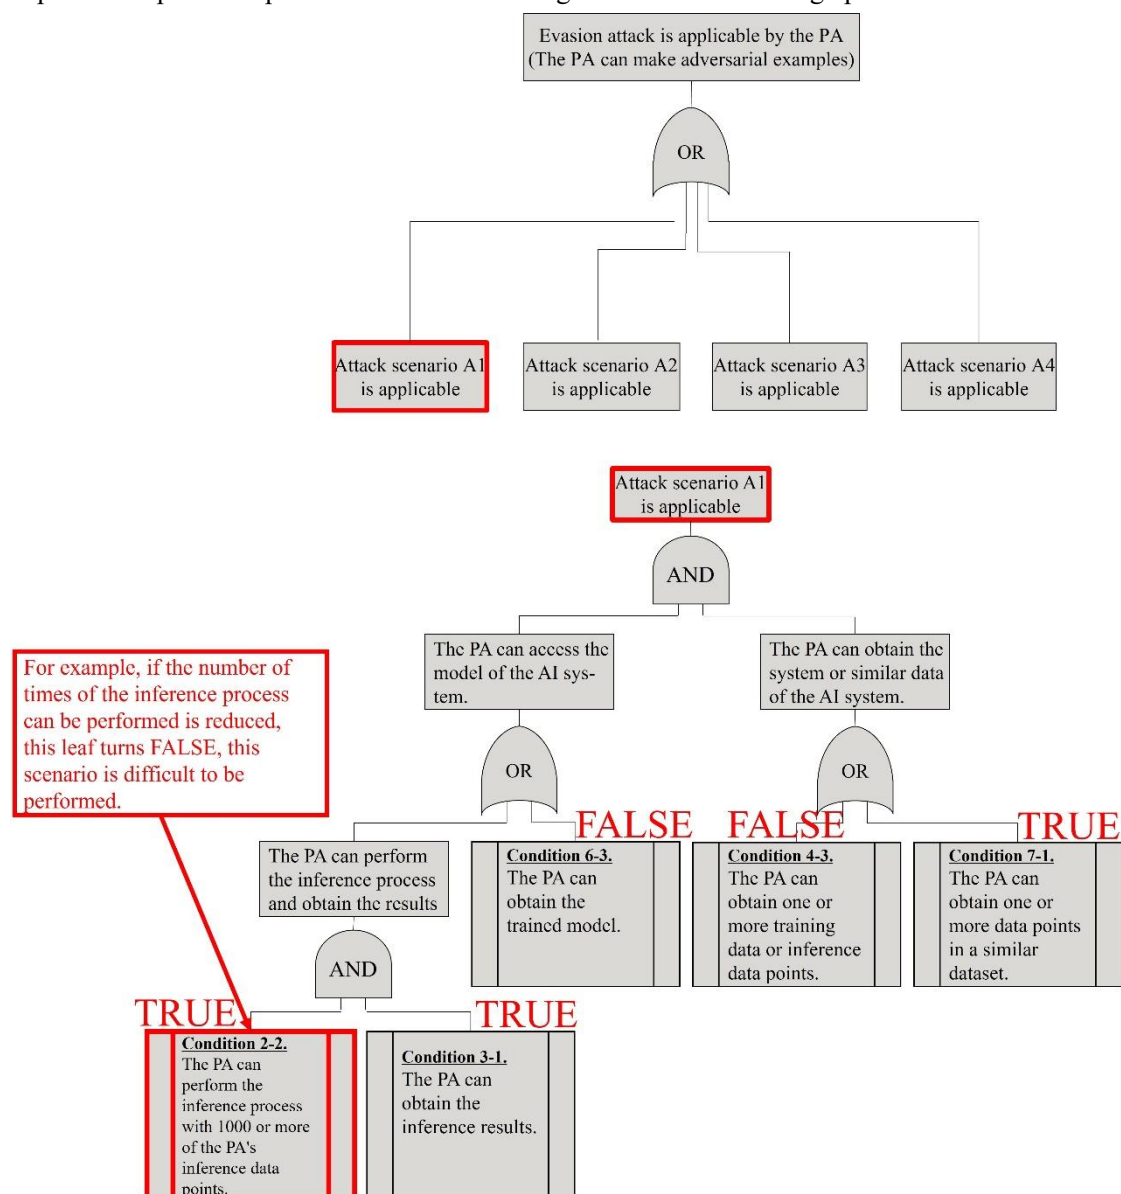 Evasion attack is applicable by the PA
(The PA can make adversarial examples)
OR
Attack scenario A1
is applicable
Attack scenario A2
is applicable
Attack scenario A3
is applicable
Attack scenario A4
is applicable
Attack scenario A1
is applicable
AND
The PA can access the
model of the AI sys-
tem.
The PA can obtain the
system or similar data
of the AI system.
For example, if the number of
times of the inference process
can be performed is reduced,
this leaf turns FALSE, this
scenario is difficult to be
performed.
OR
OR
FALSE
FALSE
TRUE
The PA can perform
the inference process
and obtain the results
Condition 6-3.
The PA can
obtain the
trained model.
Condition 4-3.
The PA can
obtain one or
more training
data or inference
data points.
Condition 7-1.
The PA can
obtain one or
more data points
in a similar
dataset.
AND
TRUE
TRUE
Condition 2-2.
The PA can
perform the
inference process
with 1000 or more
of the PA's
inference data
points.
Condition 3-1.
The PA can
obtain the
inference results.